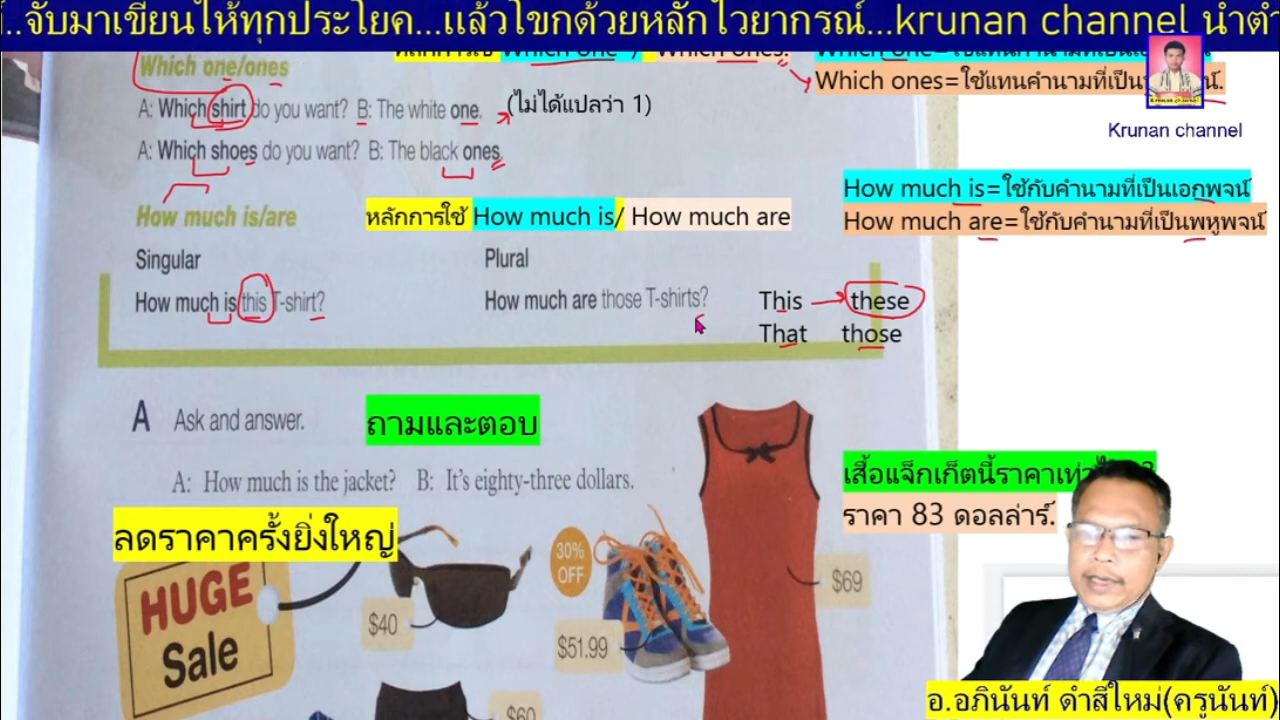 ..จับมาเขียนให้ทุกประโยค...แล้วไขกด้วยหลักไวยากรณ์...krunan channel
Which one/ones
Which ones=ใช้แทนคำนามที่เป็น
A: Which shirt do you want? B: The white one. (ไม่ได้แปลว่า 1)
Krunan channel
A: Which shoes do you want? B: The black ones.
How much is=ใช้กับคำนามที่เป็นเอกพจน์
How much is/are หลักการใช้ How much is/ How much are
How much are=ใช้กับคำนามที่เป็นพหูพจน์
Singular Plural
How much is this T-shirt? How much are those T-shirts? This these
That those
A Ask and answer. ถามและตอบ
เสื้อแจ็กเก็ตนี้ราคา
A: How much is the jacket? B: It's eighty-three dollars.
ราคา 83 ดอลล่าร์.
ลดราคาครั้งยิ่งใหญ่
30%
OFF
$69
HUGE
Sale
$40
$51.99
$60
อ.อภินันท์ ดำสีใหม่(ครูนันท์)